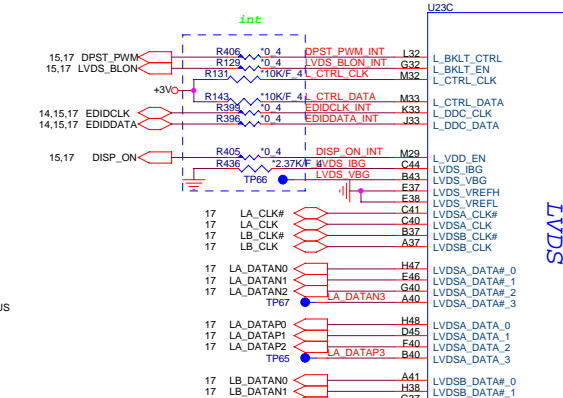 U23C
int
15,17 DPST_PWM R406 *0_4 DPST_PWM_INT L32 L_BKLT_CTRL
15,17 LVDS_BLON R129 *0_4 LVDS_BLON_INT G32 L_BKLT_EN
R131 *10K/F_4 L_CTRL_CLK M32 L_CTRL_CLK
+3V
R143 *10K/F_4 L_CTRL_DATA M33 L_CTRL_DATA
14,15,17 EDIDCLK R399 *0_4 EDIDCLK_INT K33 L_DDC_CLK
14,15,17 EDIDDATA R396 *0_4 EDIDDATA_INT J33 L_DDC_DATA
15,17 DISP_ON R405 *0_4 DISP_ON_INT M29 L_VDD_EN
R436 *2.37K/F_4 LVDS_IBG C44 LVDS_IBG
TP66 LVDS_VBG B43 LVDS_VBG
E37 LVDS_VREFH
E38 LVDS_VREFL
17 LA_CLK# C41 LVDSA_CLK#
17 LA_CLK C40 LVDSA_CLK
17 LB_CLK# B37 LVDSB_CLK#
17 LB_CLK A37 LVDSB_CLK
LVDS
17 LA_DATAN0 H47 LVDSA_DATA#_0
17 LA_DATAN1 E46 LVDSA_DATA#_1
17 LA_DATAN2 G40 LVDSA_DATA#_2
TP67 LA_DATAN3 A40 LVDSA_DATA#_3
US
17 LA_DATAP0 H48 LVDSA_DATA_0
17 LA_DATAP1 D45 LVDSA_DATA_1
17 LA_DATAP2 F40 LVDSA_DATA_2
TP65 LA_DATAP3 B40 LVDSA_DATA_3
17 LB_DATAN0 A41 LVDSB_DATA#_0
17 LB_DATAN1 H38 LVDSB_DATA#_1